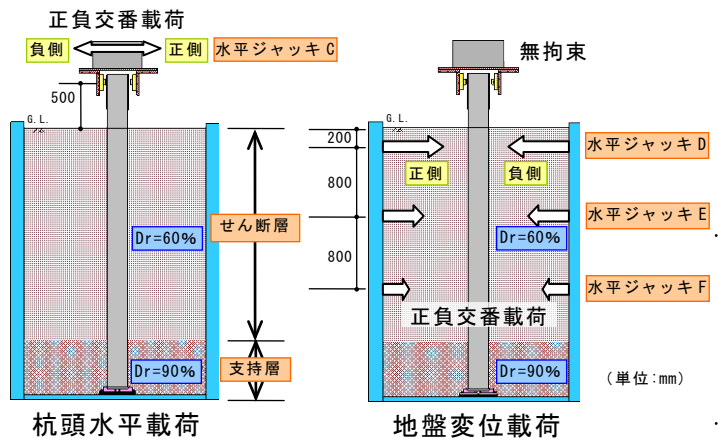 正負交番載荷
負側
正側
水平ジャッキC
500
G.L.
せん断層
Dr=60%
Dr=90%
支持層
杭頭水平載荷
無拘束
G.L.
200
水平ジャッキD
正側
負側
800
水平ジャッキE
Dr=60%
800
水平ジャッキF
正負交番載荷
Dr=90%
(単位:mm)
地盤変位載荷